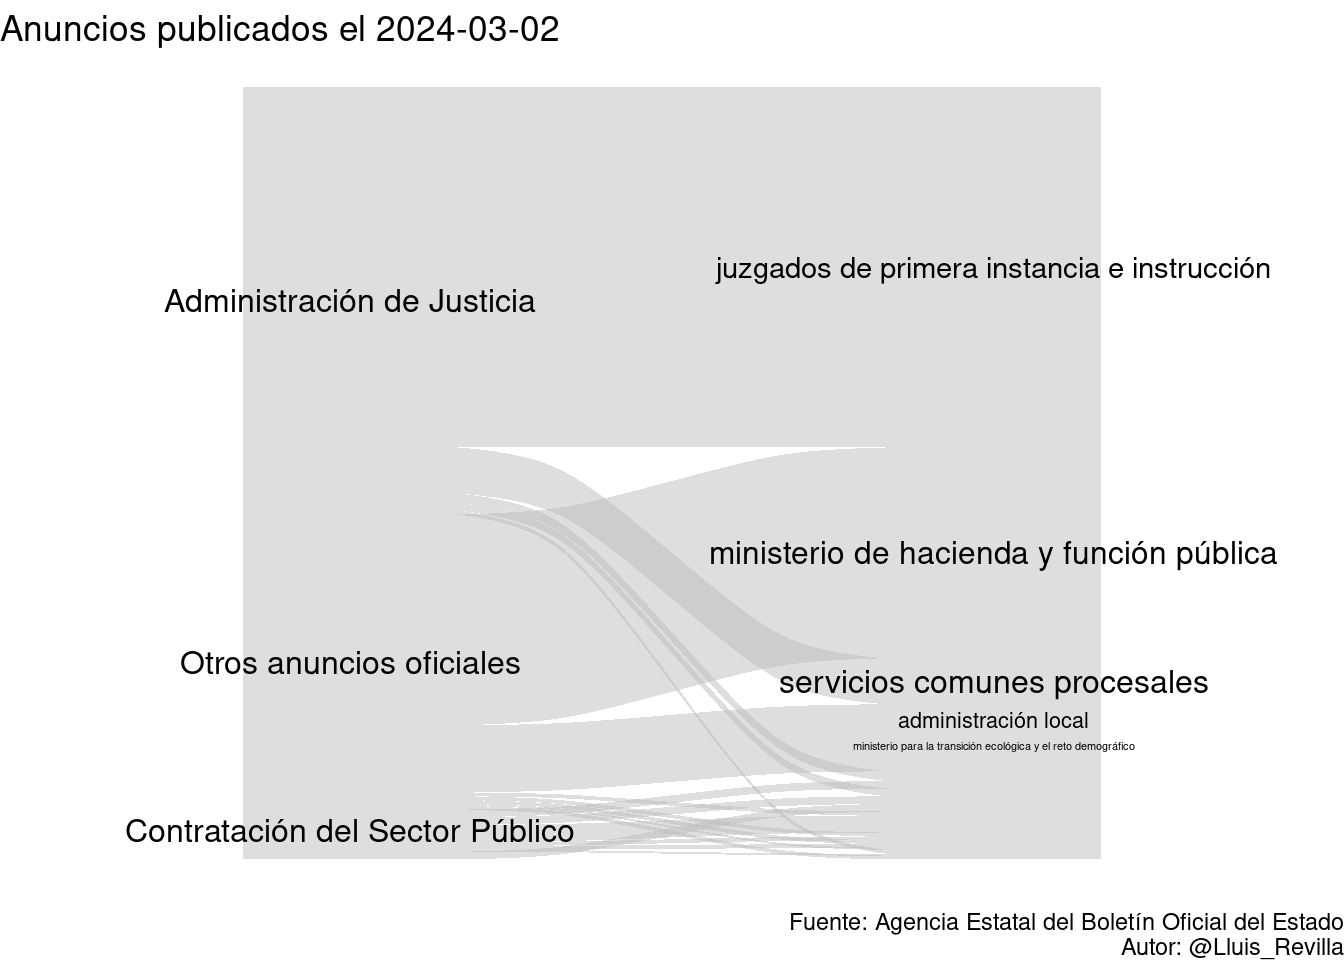 Anuncios publicados el 2024-03-02
juzgados de primera instancia e instrucción
Administración de Justicia
ministerio de hacienda y función pública
Otros anuncios oficiales
servicios comunes procesales
administración local
ministerio para la transición ecológica y el reto demográfico
Contratación del Sector Público
Fuente: Agencia Estatal del Boletín Oficial del Estado
Autor: @Lluis_Revilla